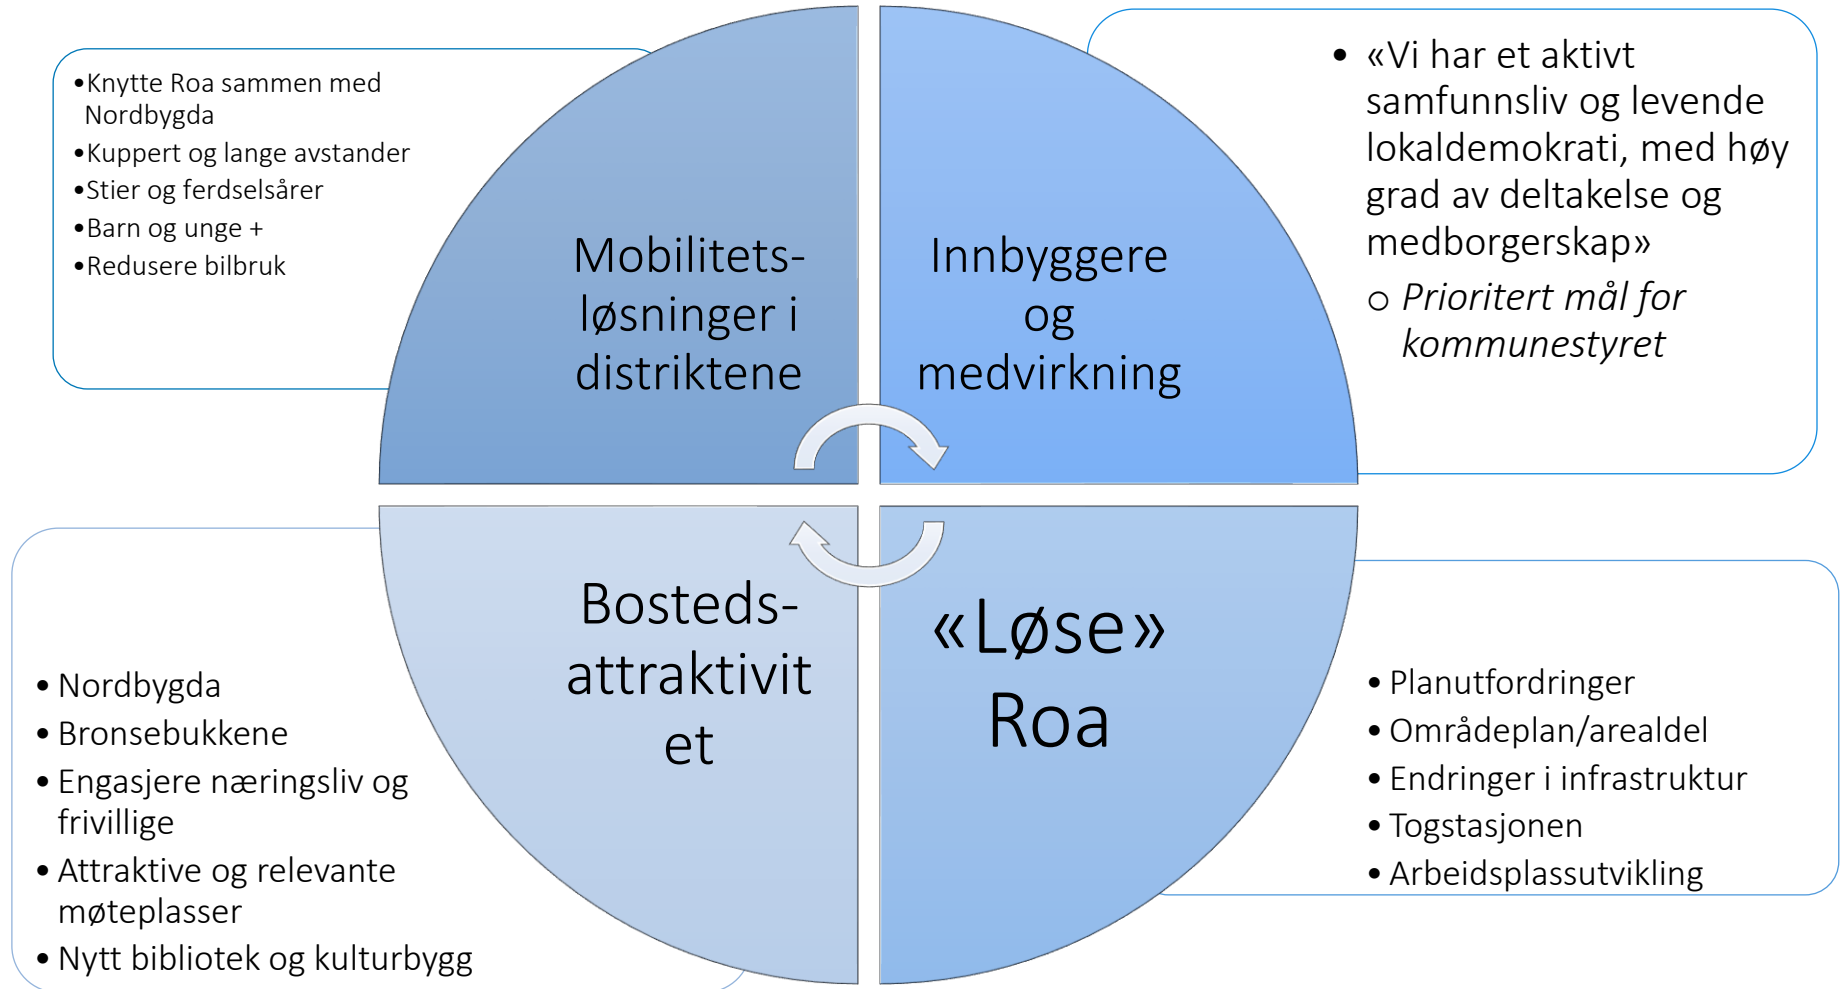 •Knytte Roa sammen med
Nordbygda
•Kuppert og lange avstander
•Stier og ferdselsårer
•Barn og unge +
•Redusere bilbruk
Mobilitets-
løsninger i
distriktene
Innbyggere
og
medvirkning
• «Vi har et aktivt
samfunnsliv og levende
lokaldemokrati, med høy
grad av deltakelse og
medborgerskap»
o Prioritert mål for
kommunestyret
• Nordbygda
• Bronsebukkene
• Engasjere næringsliv og
frivillige
• Attraktive og relevante
møteplasser
• Nytt bibliotek og kulturbygg
Bosteds-
attraktivit
et
«Løse»
Roa
• Planutfordringer
• Områdeplan/arealdel
• Endringer i infrastruktur
• Togstasjonen
• Arbeidsplassutvikling